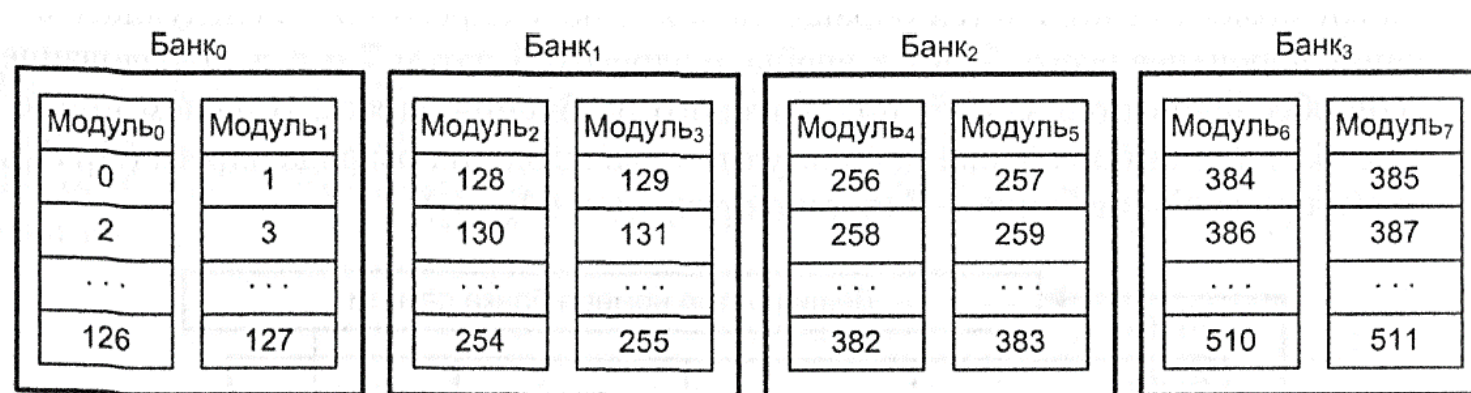 Банк₀ Банк₁ Банк₂ Банк₃
Модуль₀ Модуль₁ Модуль₂ Модуль₃ Модуль₄ Модуль₅ Модуль₆ Модуль₇
0 1 128 129 256 257 384 385
2 3 130 131 258 259 386 387
... ... ... ... ... ... ... ...
126 127 254 255 382 383 510 511